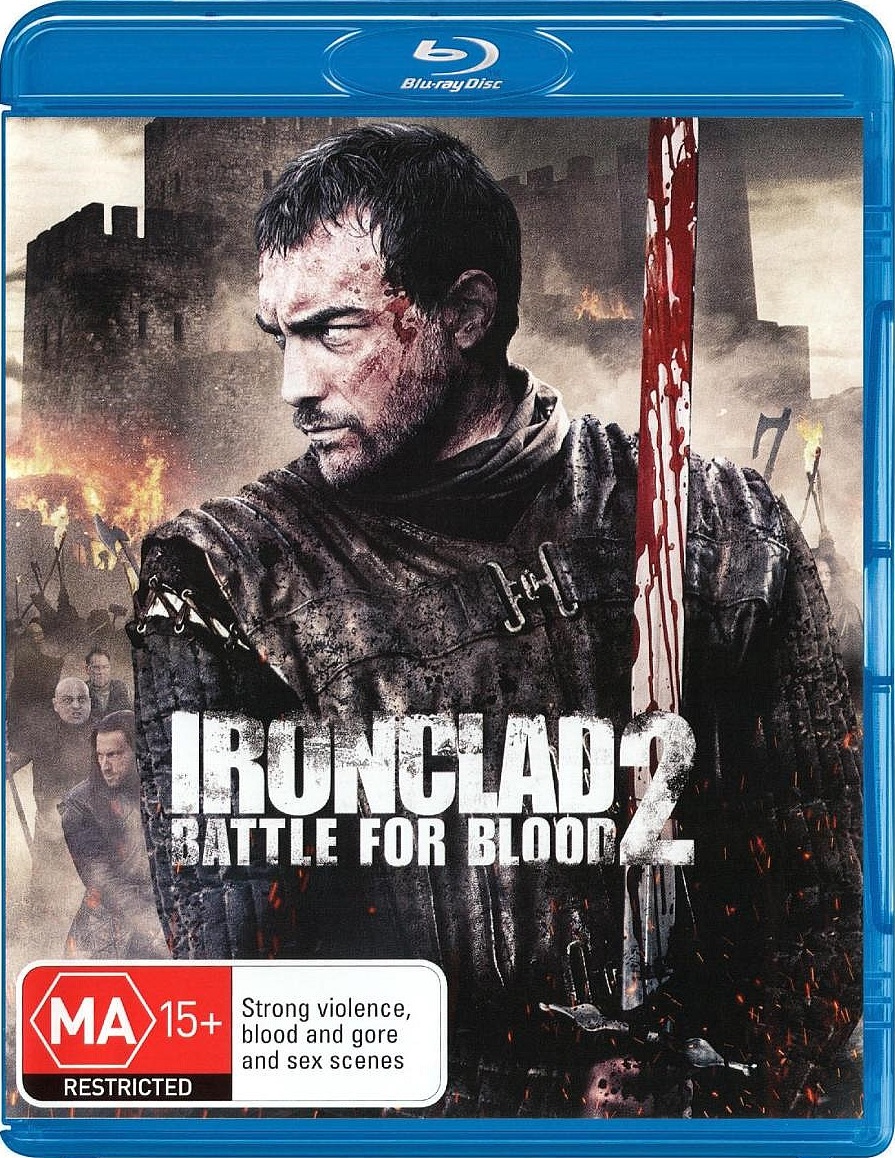 Blu-ray Disc
IRONCLAD 2
BATTLE FOR BLOOD
MA 15+
RESTRICTED
Strong violence,
blood and gore
and sex scenes